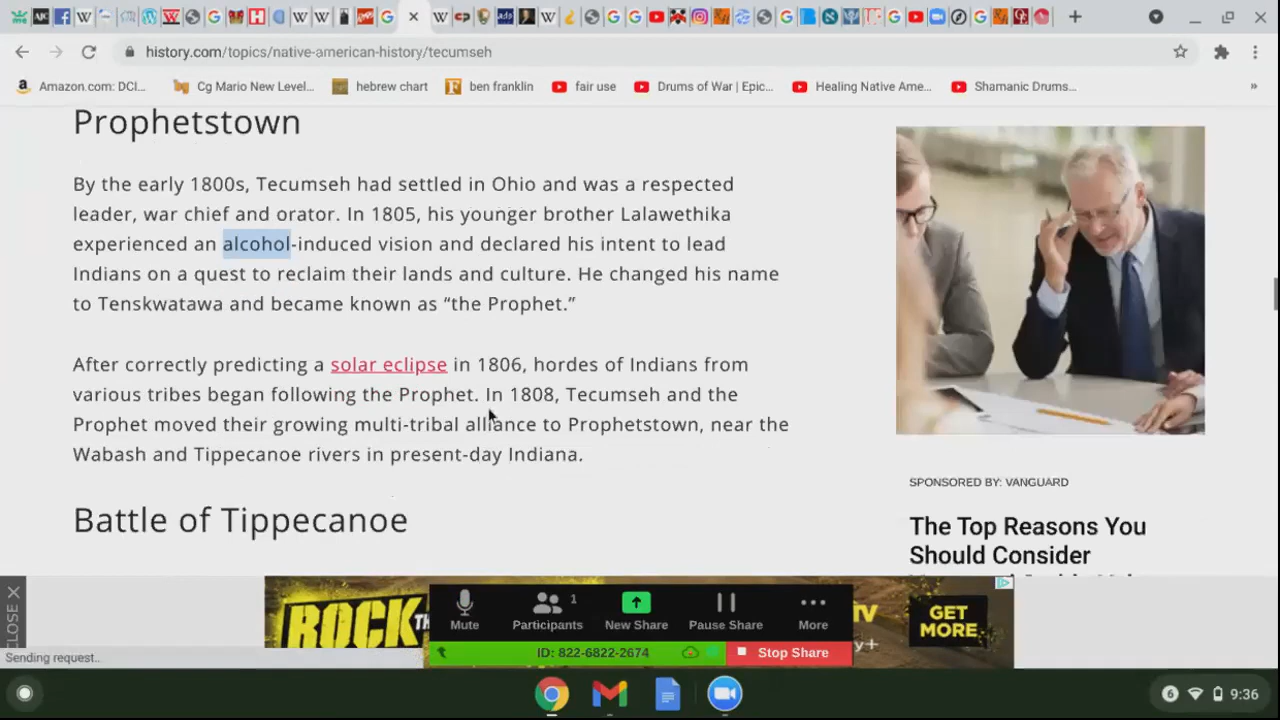 history.com/topics/native-american-history/tecumseh
Amazon.com: DCI...
Cg Mario New Level...
hebrew chart
ben franklin
fair use
Drums of War | Epic...
Healing Native Ame...
Shamanic Drums...
»
Prophetstown
By the early 1800s, Tecumseh had settled in Ohio and was a respected
leader, war chief and orator. In 1805, his younger brother Lalawethika
experienced an alcohol-induced vision and declared his intent to lead
Indians on a quest to reclaim their lands and culture. He changed his name
to Tenskwatawa and became known as “the Prophet.”
After correctly predicting a solar eclipse in 1806, hordes of Indians from
various tribes began following the Prophet. In 1808, Tecumseh and the
Prophet moved their growing multi-tribal alliance to Prophetstown, near the
Wabash and Tippecanoe rivers in present-day Indiana.
Battle of Tippecanoe
SPONSORED BY: VANGUARD
The Top Reasons You
Should Consider
CLOSE X
ROCK
GET
MORE
1
Mute
Participants
New Share
Pause Share
More
ID: 822-6822-2674
Stop Share
Sending request..
6
9:36